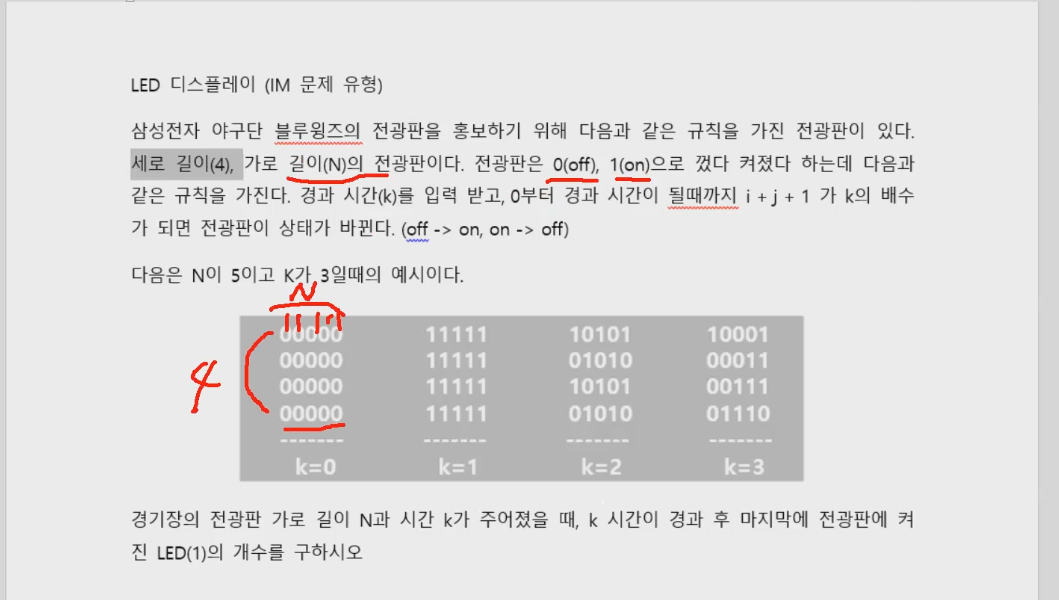 LED 디스플레이 (IM 문제 유형)
삼성전자 야구단 블루윙즈의 전광판을 홍보하기 위해 다음과 같은 규칙을 가진 전광판이 있다.
세로 길이(4), 가로 길이(N)의 전광판이다. 전광판은 0(off), 1(on)으로 껐다 켜졌다 하는데 다음과
같은 규칙을 가진다. 경과 시간(k)를 입력 받고, 0부터 경과 시간이 될때까지 i + j + 1 가 k의 배수
가 되면 전광판이 상태가 바뀐다. (off -> on, on -> off)
다음은 N이 5이고 K가 3일때의 예시이다.
N
00000 11111 10101 10001
00000 11111 01010 00011
4
00000 11111 10101 00111
00000 11111 01010 01110
------- ------- ------- -------
k=0 k=1 k=2 k=3
경기장의 전광판 가로 길이 N과 시간 k가 주어졌을 때, k 시간이 경과 후 마지막에 전광판에 켜
진 LED(1)의 개수를 구하시오